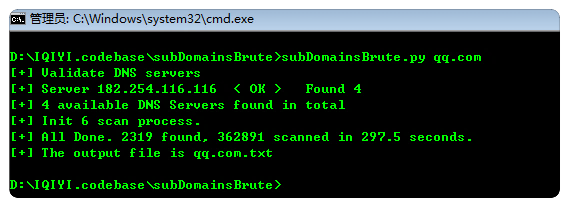 管理员: C:\Windows\system32\cmd.exe
D:\IQIYI.codebase\subDomainsBrute>subDomainsBrute.py qq.com
[+] Validate DNS servers
[+] Server 182.254.116.116  < OK >   Found 4
[+] 4 available DNS Servers found in total
[+] Init 6 scan process.
[+] All Done. 2319 found, 362891 scanned in 297.5 seconds.
[+] The output file is qq.com.txt
D:\IQIYI.codebase\subDomainsBrute>